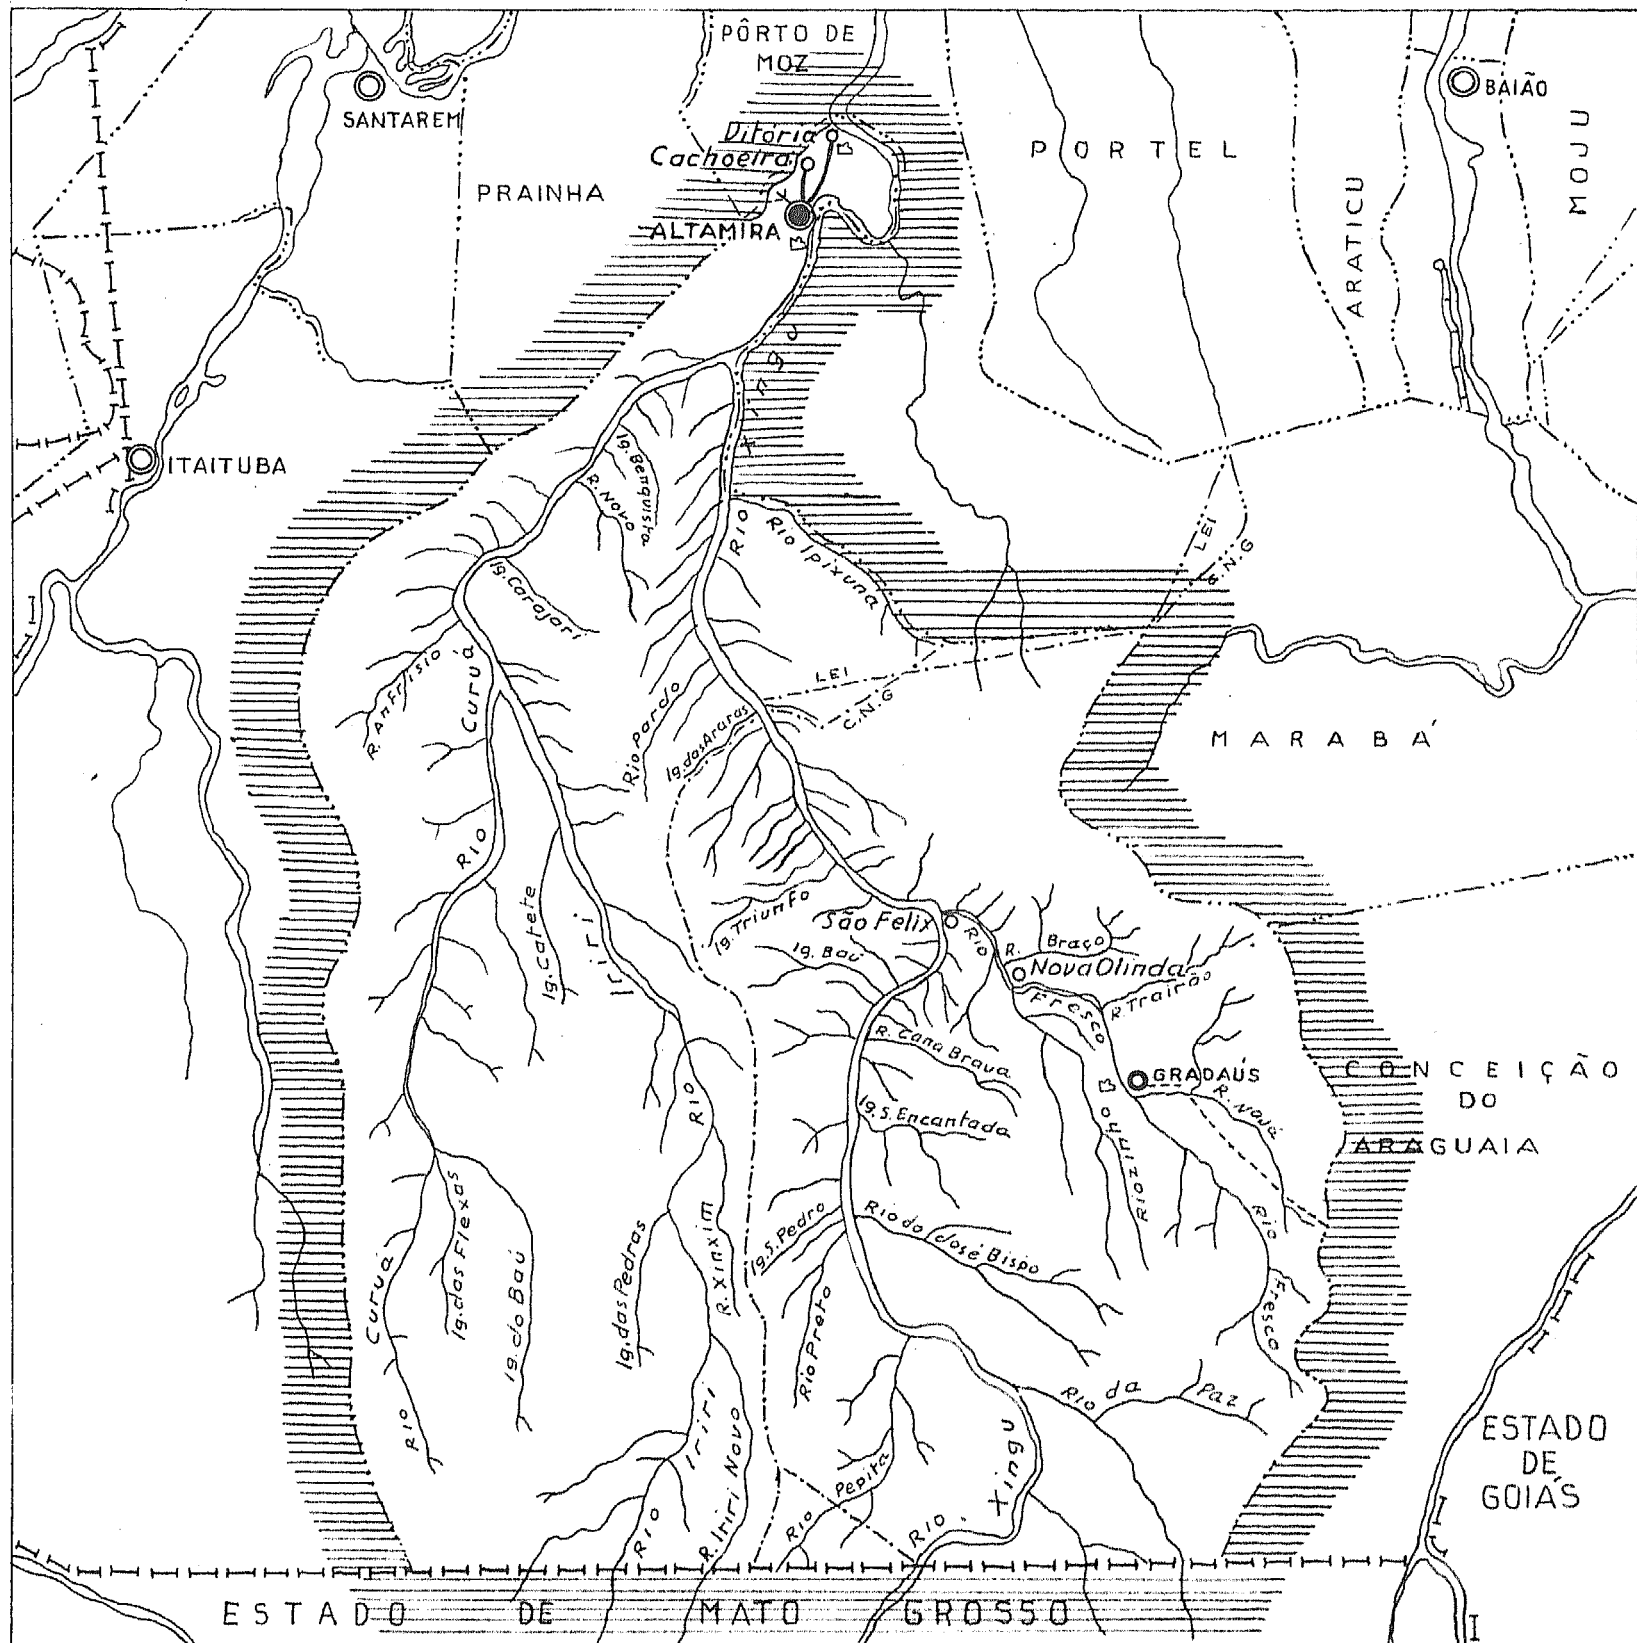 PÔRTO DE
MOZ
SANTAREM
BAIÃO
Vitória
Cachoeira
PORTEL
MOJU
PRAINHA
ARATICU
ALTAMIRA
Xingu
ITAITUBA
Ig. Benquista
R. Novo
RIO
Rio Ipixuna
LEI
C.N.G
Ig. Carajari
R. Anfrisio
Curuá
LEI
C.N.G
Rio Pardo
Ig. das Araras
MARABÁ
RIO
Ig. Catete
Iriri
Ig. Triunfo
São Felix
RIO
R. Braço
Ig. Baú
Nova Olinda
R. Trairão
Fresco
R. Cana Brava
GRADAÚS
CONCEIÇÃO
DO
ARAGUAIA
RIO
R. Novo
Ig. S. Encantada
Riozinho
Ig. das Flexas
Ig. das Pedras
R. Xinxim
Ig. S. Pedro
Rio do José Bispo
Rio
Fresco
Curuá
Ig. do Baú
Rio Preto
RIO
Iriri
R. Iriri Novo
Rio da Paz
Xingu
Rio Pepita
RIO
RIO
ESTADO
DE
GOIÁS
ESTADO DE MATO GROSSO